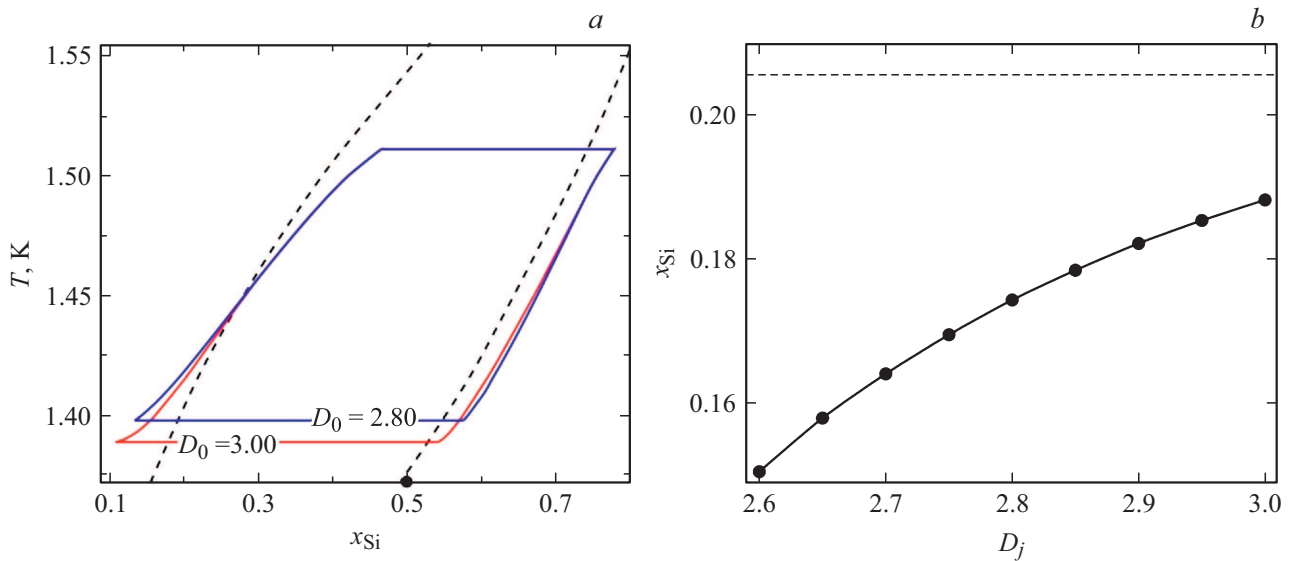 a
1.55
1.50
1.45
1.40
T, K
D0 = 2.80
D0 =3.00
0.1 0.3 0.5 0.7
xSi
b
0.20
0.18
0.16
xSi
2.6 2.7 2.8 2.9 3.0
Dj